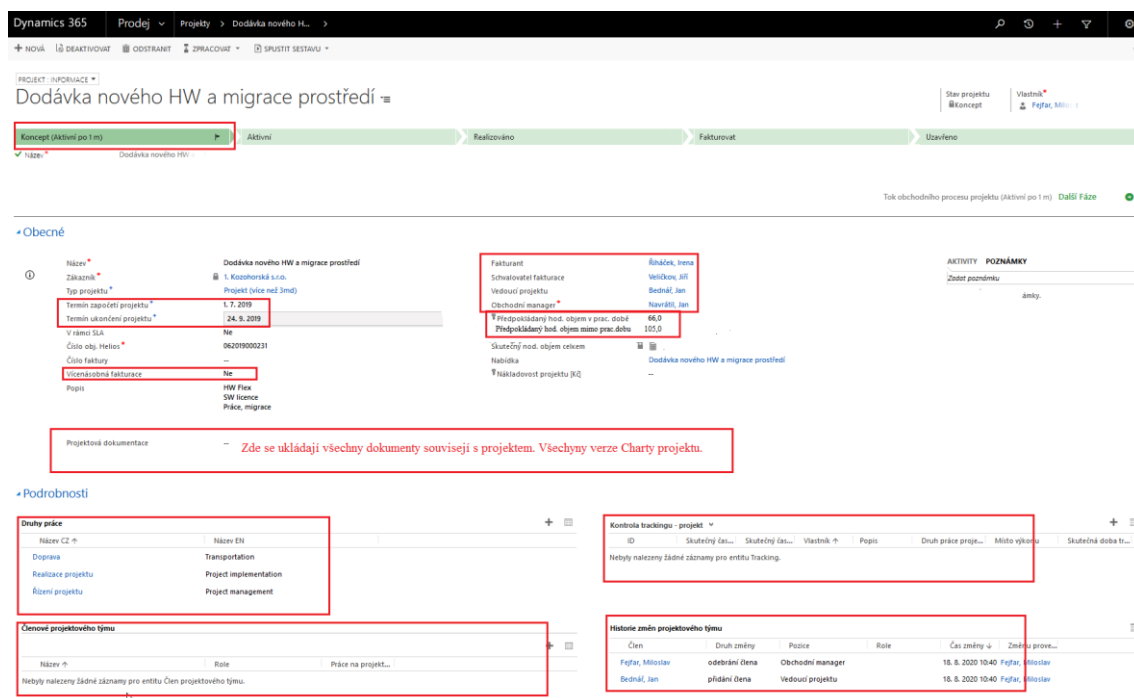 Dynamics 365 Prodej Projekty > Dodávka nového H... >
+ NOVÁ DEAKTIVOVAT ODSTRANIT ZPRACOVAT SPUSTIT SESTAVU
PROJEKT : INFORMACE
Dodávka nového HW a migrace prostředí
Stav projektu
Koncept
Vlastník*
Fejfar,
Koncept (Aktivní po 1 m) Aktivní Realizováno Fakturovat Uzavřeno
Název* Dodávka nového HW
Tok obchodního procesu projektu (Aktivní po 1 m) Další Fáze
Obecné
Název* Dodávka nového HW a migrace prostředí
Zákazník* 1. Kozohorská s.r.o.
Typ projektu* Projekt (více než 3md)
Termín započetí projektu* 1. 7. 2019
Termín ukončení projektu* 24. 9. 2019
V rámci SLA Ne
Číslo obj. Helios* 062019000231
Číslo faktury --
Vícenásobná fakturace Ne
Popis HW Flex
SW licence
Práce, migrace
Fakturant Řiháček, Irena
Schvalovatel fakturace Veličkov, Jiří
Vedoucí projektu Bednář, Jan
Obchodní manager* Navrátil, Jan
Předpokládaný hod. objem v prac. době 66,0
Předpokládaný hod. objem mimo prac.dobu 105,0
Skutečný hod. objem celkem
Nabídka Dodávka nového HW a migrace prostředí
Nákladovost projektu [Kč] --
AKTIVITY POZNÁMKY
Zadat poznámku
ámky.
Projektová dokumentace -- Zde se ukládají všechny dokumenty souvisejí s projektem. Všechyny verze Charty projektu.
Podrobnosti
Druhy práce
Název CZ ↑ Název EN
Doprava Transportation
Realizace projektu Project implementation
Řízení projektu Project management
Kontrola trackingu - projekt
ID Skutečný čas... Skutečný čas... Vlastník ↑ Popis Druh práce proje... Místo výkonu Skutečná doba tr...
Nebyly nalezeny žádné záznamy pro entitu Tracking.
Členové projektového týmu
Název ↑ Role Práce na projekt...
Nebyly nalezeny žádné záznamy pro entitu Člen projektového týmu.
Historie změn projektového týmu
Člen Druh změny Pozice Role Čas změny ↓ Změnu prove...
Fejfar, Miloslav odebrání člena Obchodní manager 18. 8. 2020 10:40 Fejfar, Miloslav
Bednář, Jan přidání člena Vedoucí projektu 18. 8. 2020 10:40 Fejfar, Miloslav